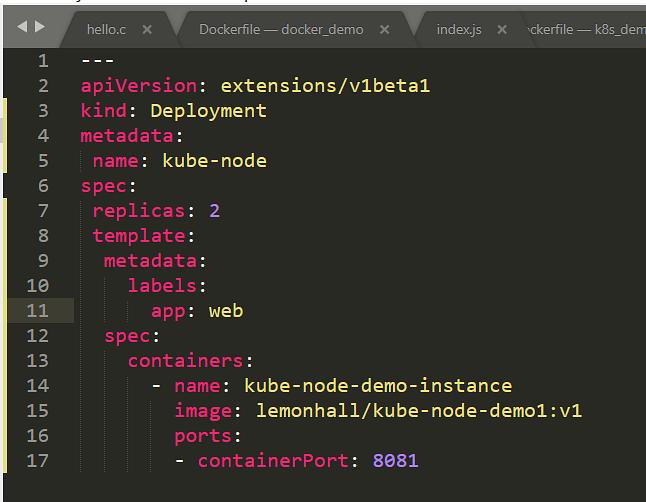 hello.c ×
Dockerfile — docker_demo ×
index.js ×
ckerfile — k8s_dem
1 ---
2 apiVersion: extensions/v1beta1
3 kind: Deployment
4 metadata:
5  name: kube-node
6 spec:
7  replicas: 2
8  template:
9   metadata:
10     labels:
11       app: web
12   spec:
13     containers:
14       - name: kube-node-demo-instance
15         image: lemonhall/kube-node-demo1:v1
16         ports:
17         - containerPort: 8081